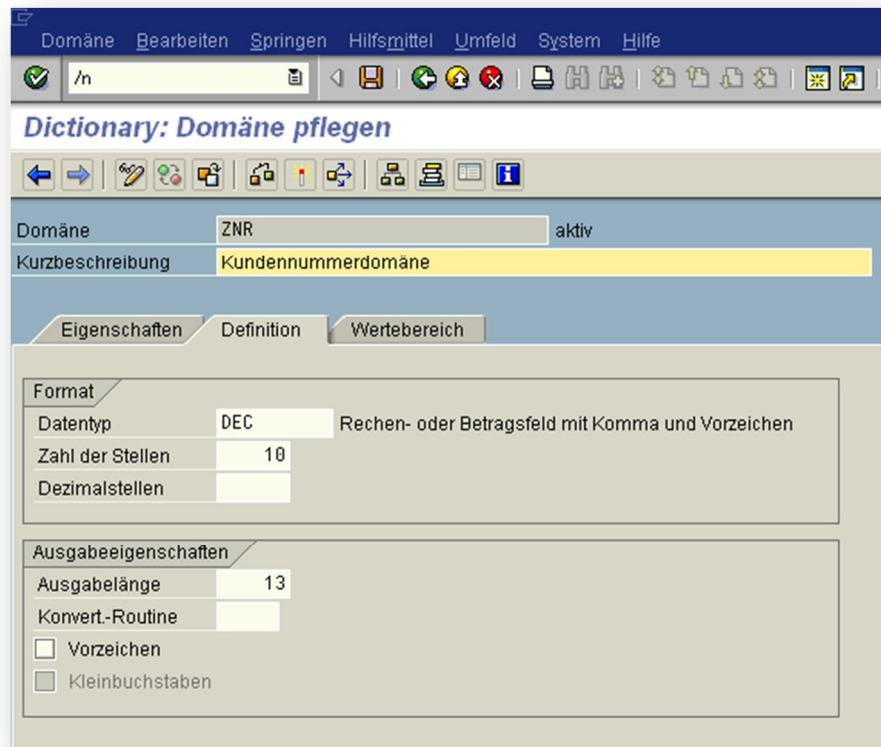 Domäne Bearbeiten Springen Hilfsmittel Umfeld System Hilfe
/n
Dictionary: Domäne pflegen
Domäne ZNR aktiv
Kurzbeschreibung Kundennummerdomäne
Eigenschaften Definition Wertebereich
Format
Datentyp DEC Rechen- oder Betragsfeld mit Komma und Vorzeichen
Zahl der Stellen 10
Dezimalstellen
Ausgabeeigenschaften
Ausgabelänge 13
Konvert.-Routine
Vorzeichen
Kleinbuchstaben